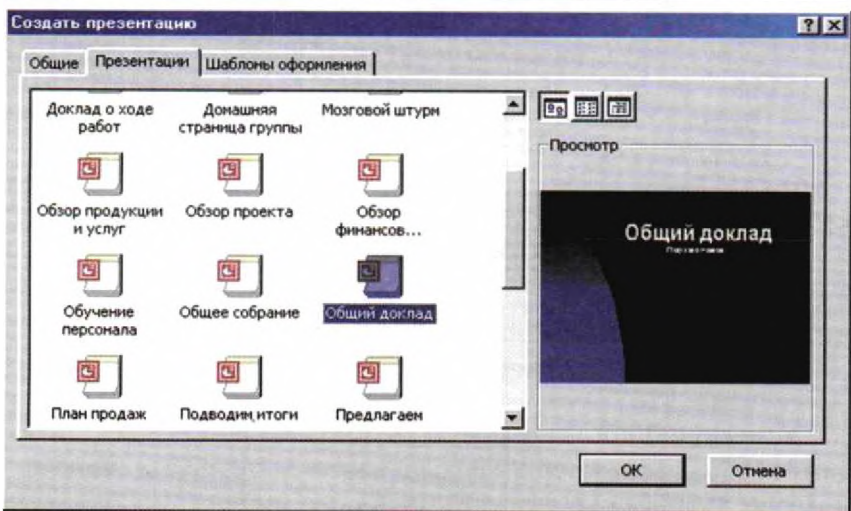 Создать презентацию
Общие Презентации Шаблоны оформления
Доклад о ходе работ
Домашняя страница группы
Мозговой штурм
Обзор продукции и услуг
Обзор проекта
Обзор финансов...
Обучение персонала
Общее собрание
Общий доклад
План продаж
Подводим итоги
Предлагаем
Просмотр
Общий доклад
ОК
Отмена